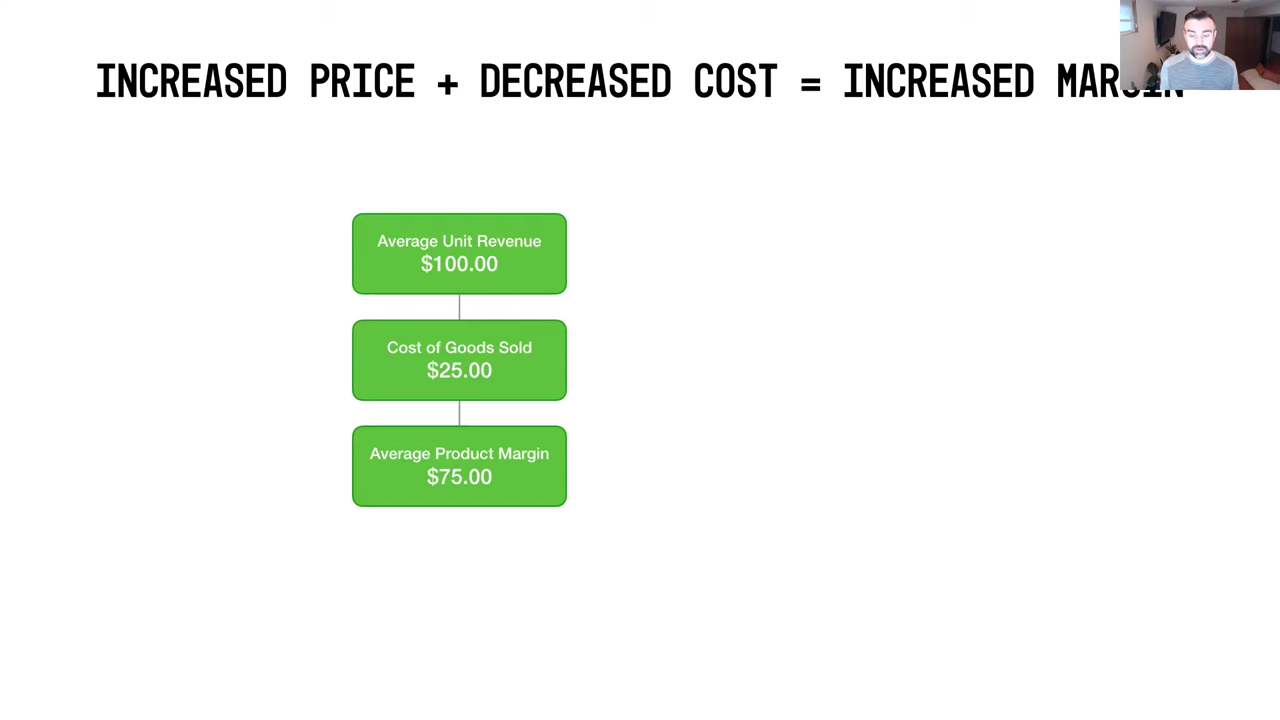 INCREASED PRICE + DECREASED COST = INCREASED MARGIN
Average Unit Revenue
$100.00
Cost of Goods Sold
$25.00
Average Product Margin
$75.00